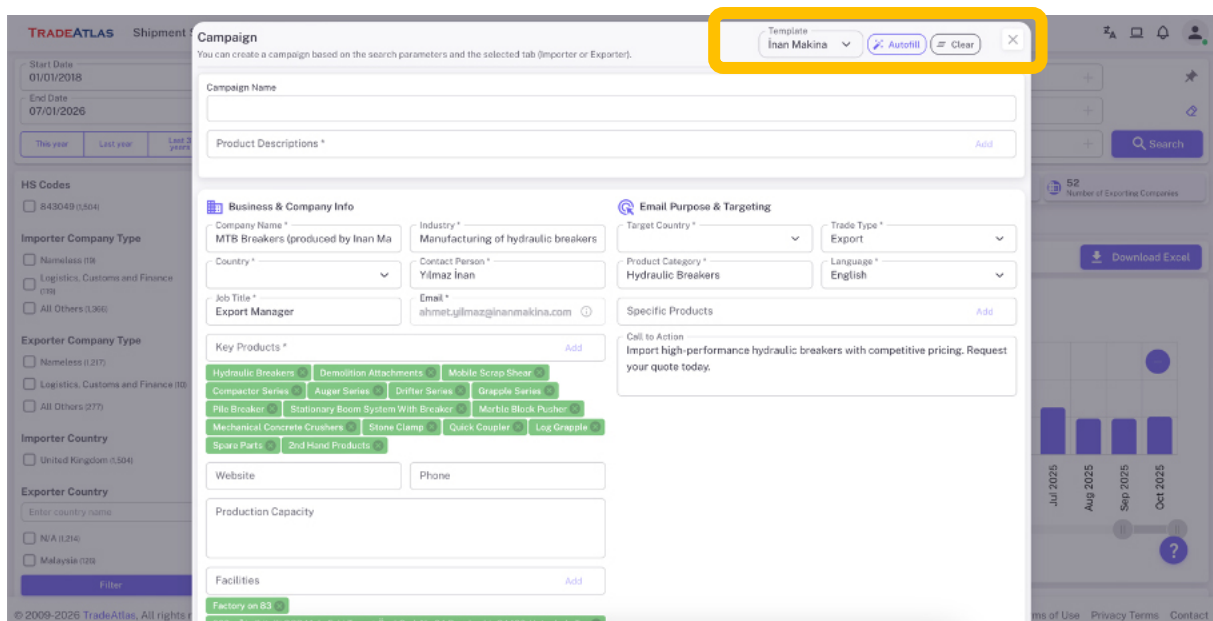 TRADEATLAS
Shipment
Start Date
01/01/2018
End Date
07/01/2026
This year
Last year
Last 3 years
HS Codes
843049 (1,504)
Importer Company Type
Nameless (19)
Logistics, Customs and Finance (119)
All Others (1,366)
Exporter Company Type
Nameless (1,217)
Logistics, Customs and Finance (10)
All Others (277)
Importer Country
United Kingdom (1,504)
Exporter Country
Enter country name
N/A (1,214)
Malaysia (120)
Filter
© 2009-2026 TradeAtlas, All rights
Campaign
You can create a campaign based on the search parameters and the selected tab (Importer or Exporter).
Template
İnan Makina
Autofill
Clear
Campaign Name
Product Descriptions *
Add
Business & Company Info
Company Name *
MTB Breakers (produced by Inan Ma
Industry *
Manufacturing of hydraulic breakers
Country *
Contact Person *
Yılmaz İnan
Job Title *
Export Manager
Email *
ahmet.yilmaz@inanmakina.com
Key Products *
Add
Hydraulic Breakers
Demolition Attachments
Mobile Scrap Shear
Compactor Series
Auger Series
Drifter Series
Grapple Series
Pile Breaker
Stationary Boom System With Breaker
Marble Block Pusher
Mechanical Concrete Crushers
Stone Clamp
Quick Coupler
Log Grapple
Spare Parts
2nd Hand Products
Website
Phone
Production Capacity
Facilities
Add
Factory on 83
Email Purpose & Targeting
Target Country *
Trade Type *
Export
Product Category *
Hydraulic Breakers
Language *
English
Specific Products
Add
Call to Action
Import high-performance hydraulic breakers with competitive pricing. Request
your quote today.
Search
52
Number of Exporting Companies
Download Excel
Jul 2025
Aug 2025
Sep 2025
Oct 2025
?
ms of Use
Privacy Terms
Contact